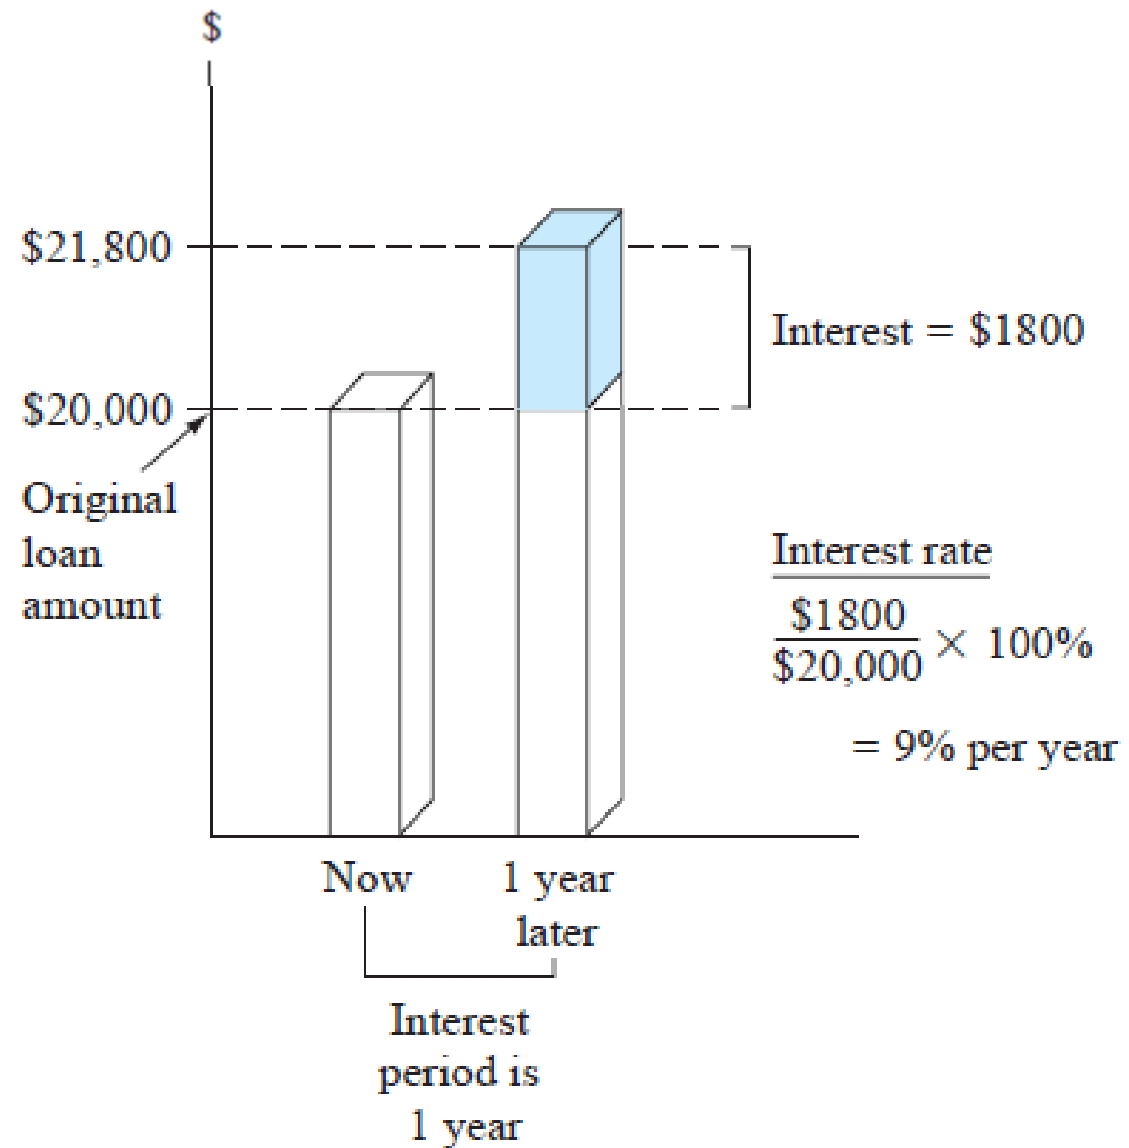 $
$21,800
Interest = $1800
$20,000
Original
loan
amount
Interest rate
$1800
$20,000
× 100%
= 9% per year
Now
1 year
later
Interest
period is
1 year